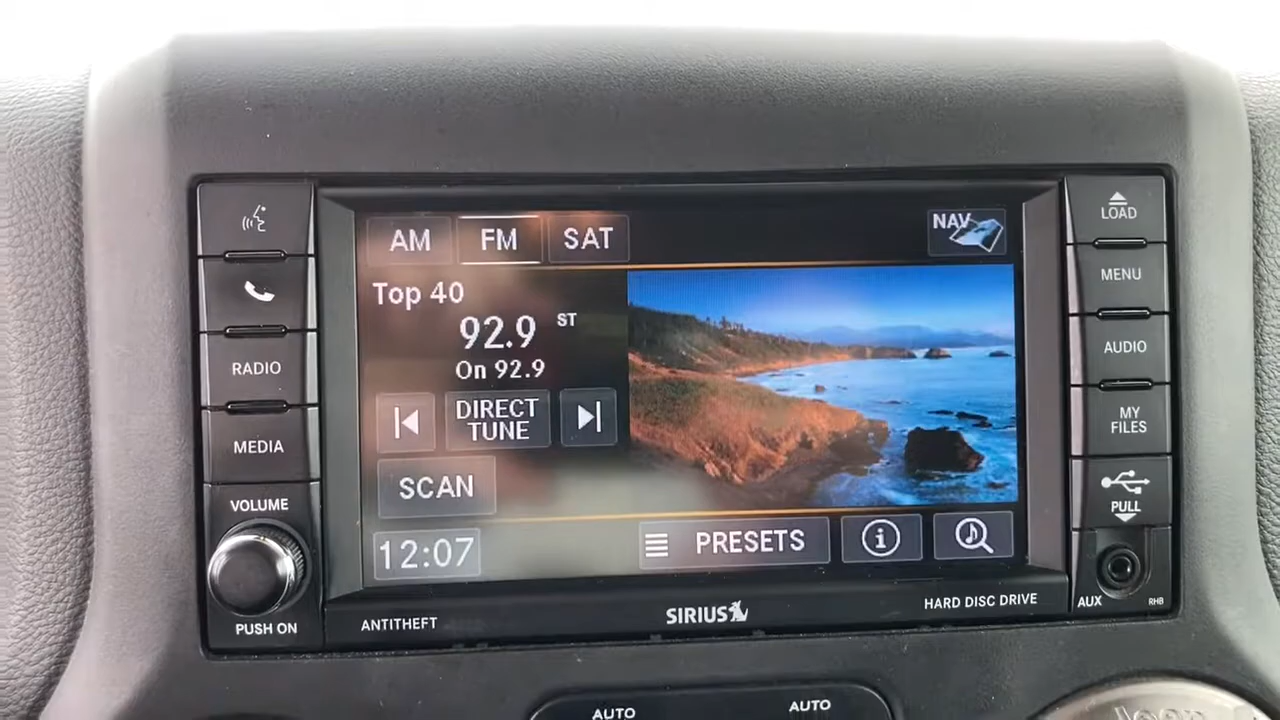 AM
FM
SAT
NAV
Top 40
92.9 ST
On 92.9
DIRECT
TUNE
SCAN
12:07
PRESETS
RADIO
MEDIA
VOLUME
PUSH ON
ANTITHEFT
SIRIUS
HARD DISC DRIVE
LOAD
MENU
AUDIO
MY
FILES
PULL
AUX
RHB
AUTO
AUTO
Jeep